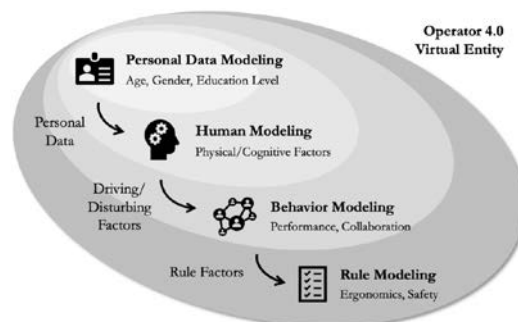 Operator 4.0
Virtual Entity
Personal Data Modeling
Age, Gender, Education Level
Personal
Data
Human Modeling
Physical/Cognitive Factors
Driving/
Disturbing
Factors
Behavior Modeling
Performance, Collaboration
Rule Factors
Rule Modeling
Ergonomics, Safety